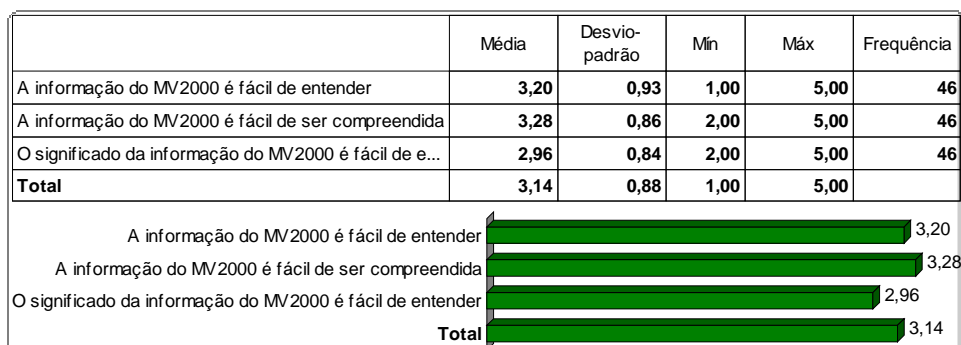 Média Desvio-padrão Mín Máx Frequência
A informação do MV2000 é fácil de entender 3,20 0,93 1,00 5,00 46
A informação do MV2000 é fácil de ser compreendida 3,28 0,86 2,00 5,00 46
O significado da informação do MV2000 é fácil de e... 2,96 0,84 2,00 5,00 46
Total 3,14 0,88 1,00 5,00
A informação do MV2000 é fácil de entender 3,20
A informação do MV2000 é fácil de ser compreendida 3,28
O significado da informação do MV2000 é fácil de entender 2,96
Total 3,14